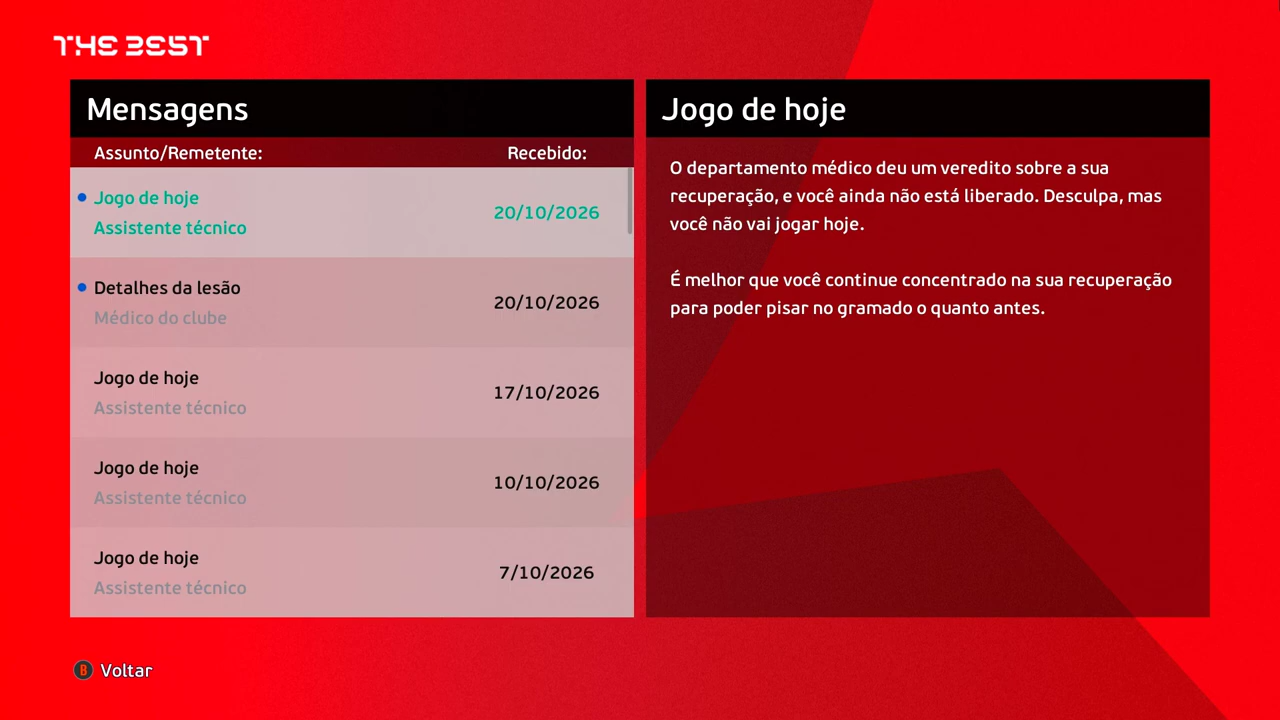 THE BEST
Mensagens
Assunto/Remetente: Recebido:
Jogo de hoje
Assistente técnico
20/10/2026
Detalhes da lesão
Médico do clube
20/10/2026
Jogo de hoje
Assistente técnico
17/10/2026
Jogo de hoje
Assistente técnico
10/10/2026
Jogo de hoje
Assistente técnico
7/10/2026
Jogo de hoje
O departamento médico deu um veredito sobre a sua
recuperação, e você ainda não está liberado. Desculpa, mas
você não vai jogar hoje.
É melhor que você continue concentrado na sua recuperação
para poder pisar no gramado o quanto antes.
B Voltar